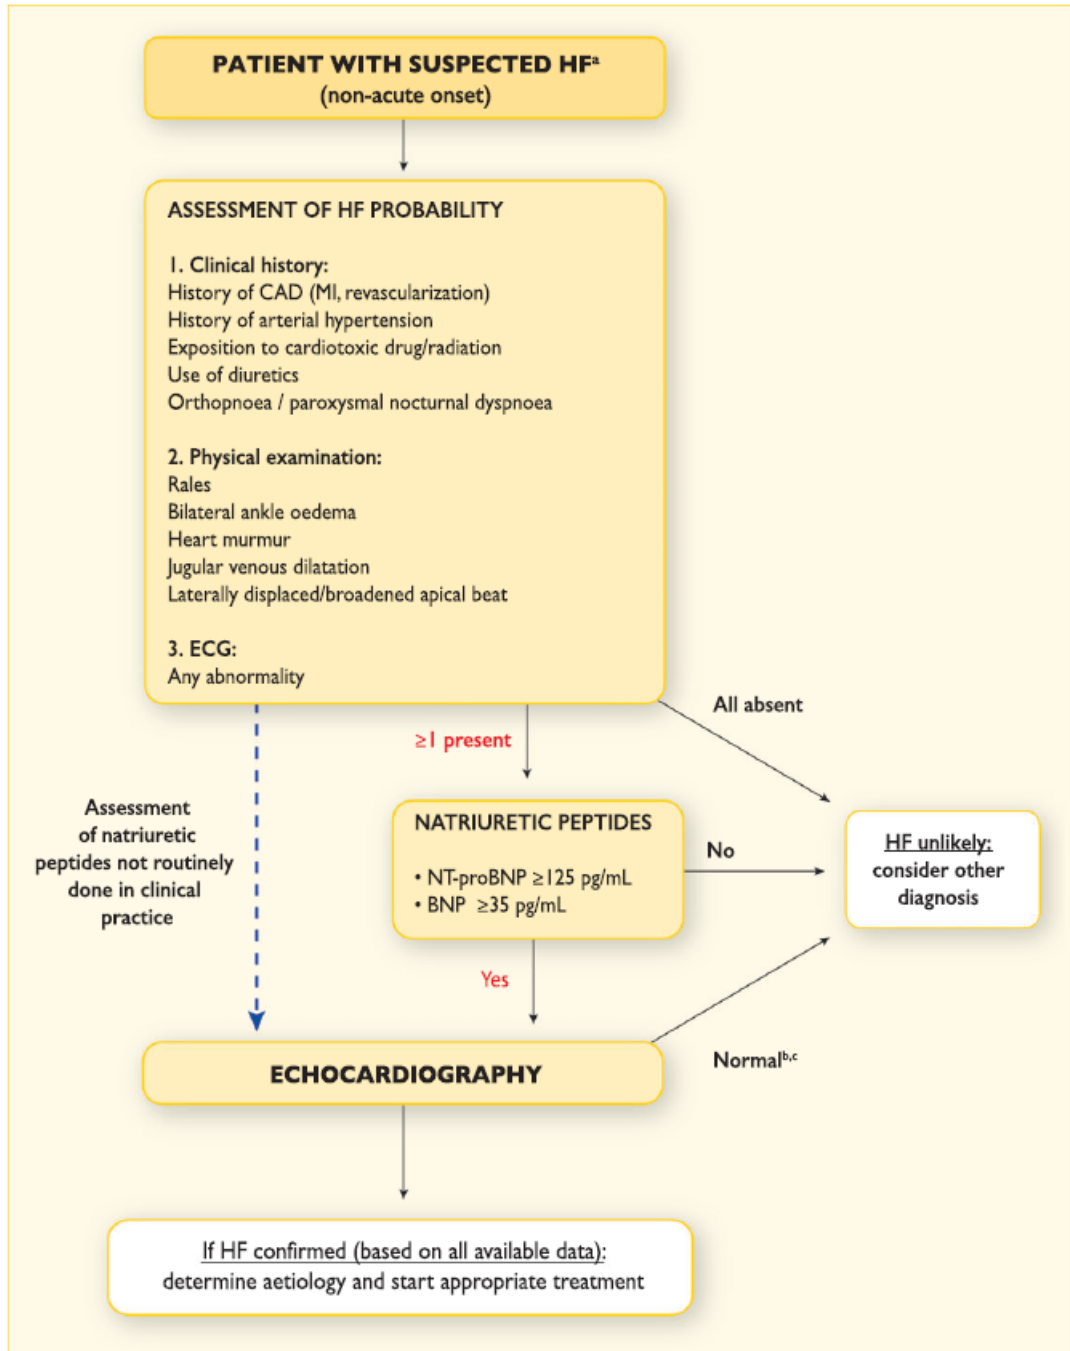 PATIENT WITH SUSPECTED HFᵃ
(non-acute onset)
ASSESSMENT OF HF PROBABILITY
1. Clinical history:
History of CAD (MI, revascularization)
History of arterial hypertension
Exposition to cardiotoxic drug/radiation
Use of diuretics
Orthopnoea / paroxysmal nocturnal dyspnoea
2. Physical examination:
Rales
Bilateral ankle oedema
Heart murmur
Jugular venous dilatation
Laterally displaced/broadened apical beat
3. ECG:
Any abnormality
All absent
≥1 present
Assessment
of natriuretic
peptides not routinely
done in clinical
practice
NATRIURETIC PEPTIDES
• NT-proBNP ≥125 pg/mL
• BNP ≥35 pg/mL
No
HF unlikely:
consider other
diagnosis
Yes
Normalᵇ,ᶜ
ECHOCARDIOGRAPHY
If HF confirmed (based on all available data):
determine aetiology and start appropriate treatment